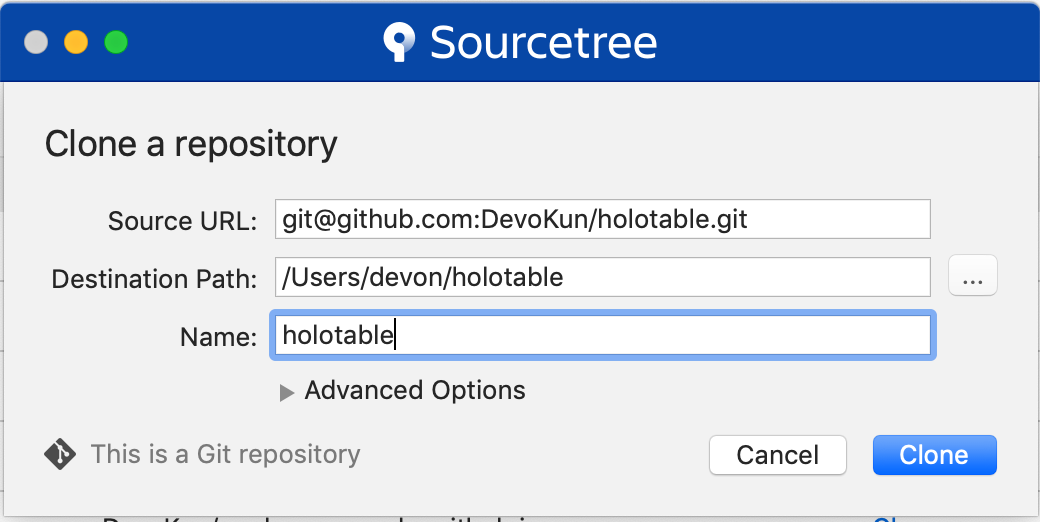 Sourcetree
Clone a repository
Source URL: git@github.com:DevoKun/holotable.git
Destination Path: /Users/devon/holotable ...
Name: holotable
Advanced Options
This is a Git repository Cancel Clone